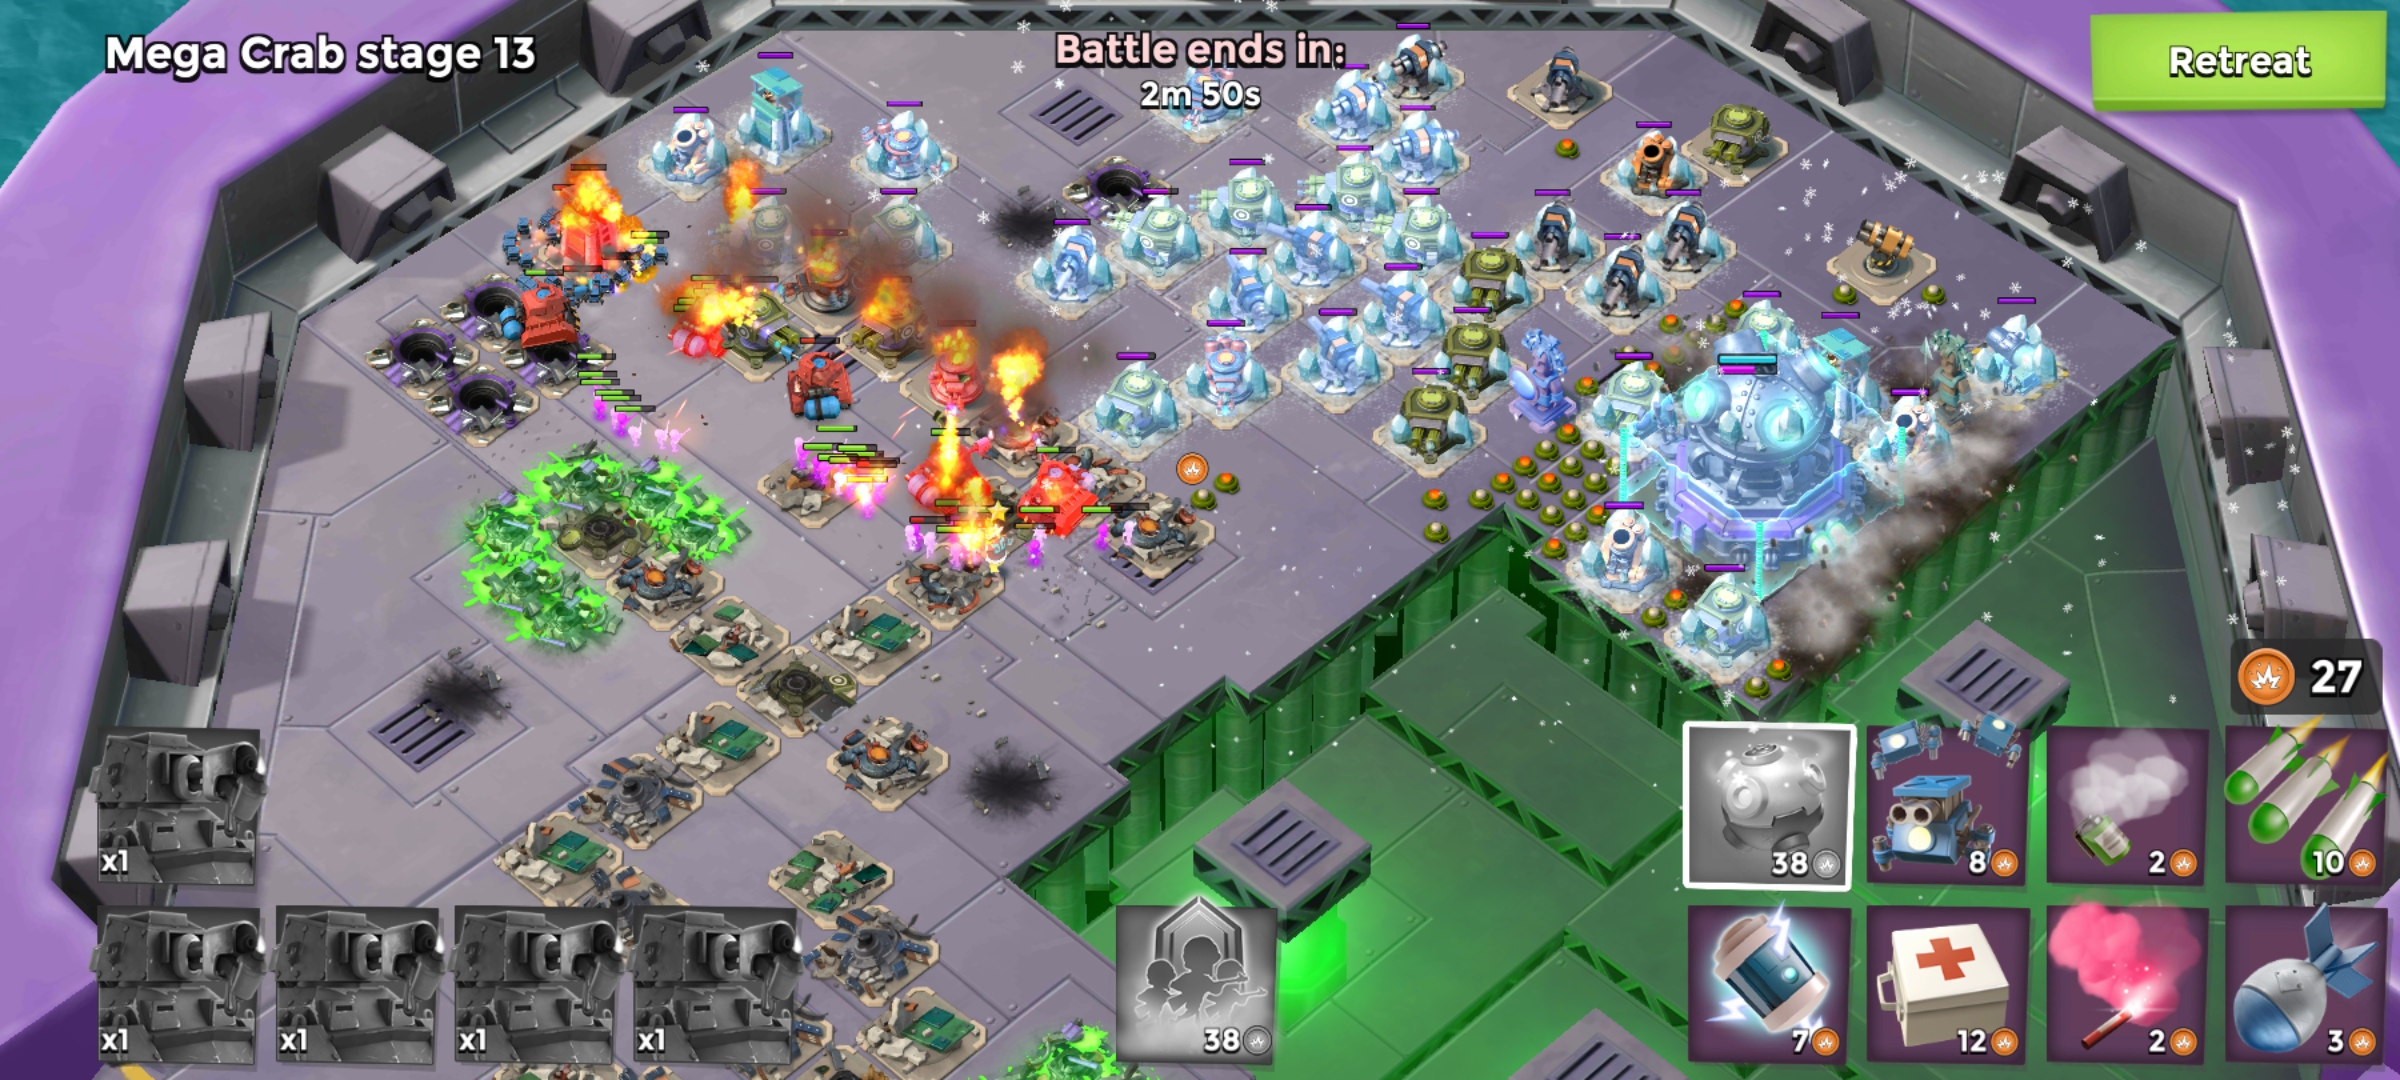 Mega Crab stage 13
Battle ends in:
2m 50s
Retreat
27
x1
38
8
2
10
x1
x1
x1
x1
38
7
12
2
3